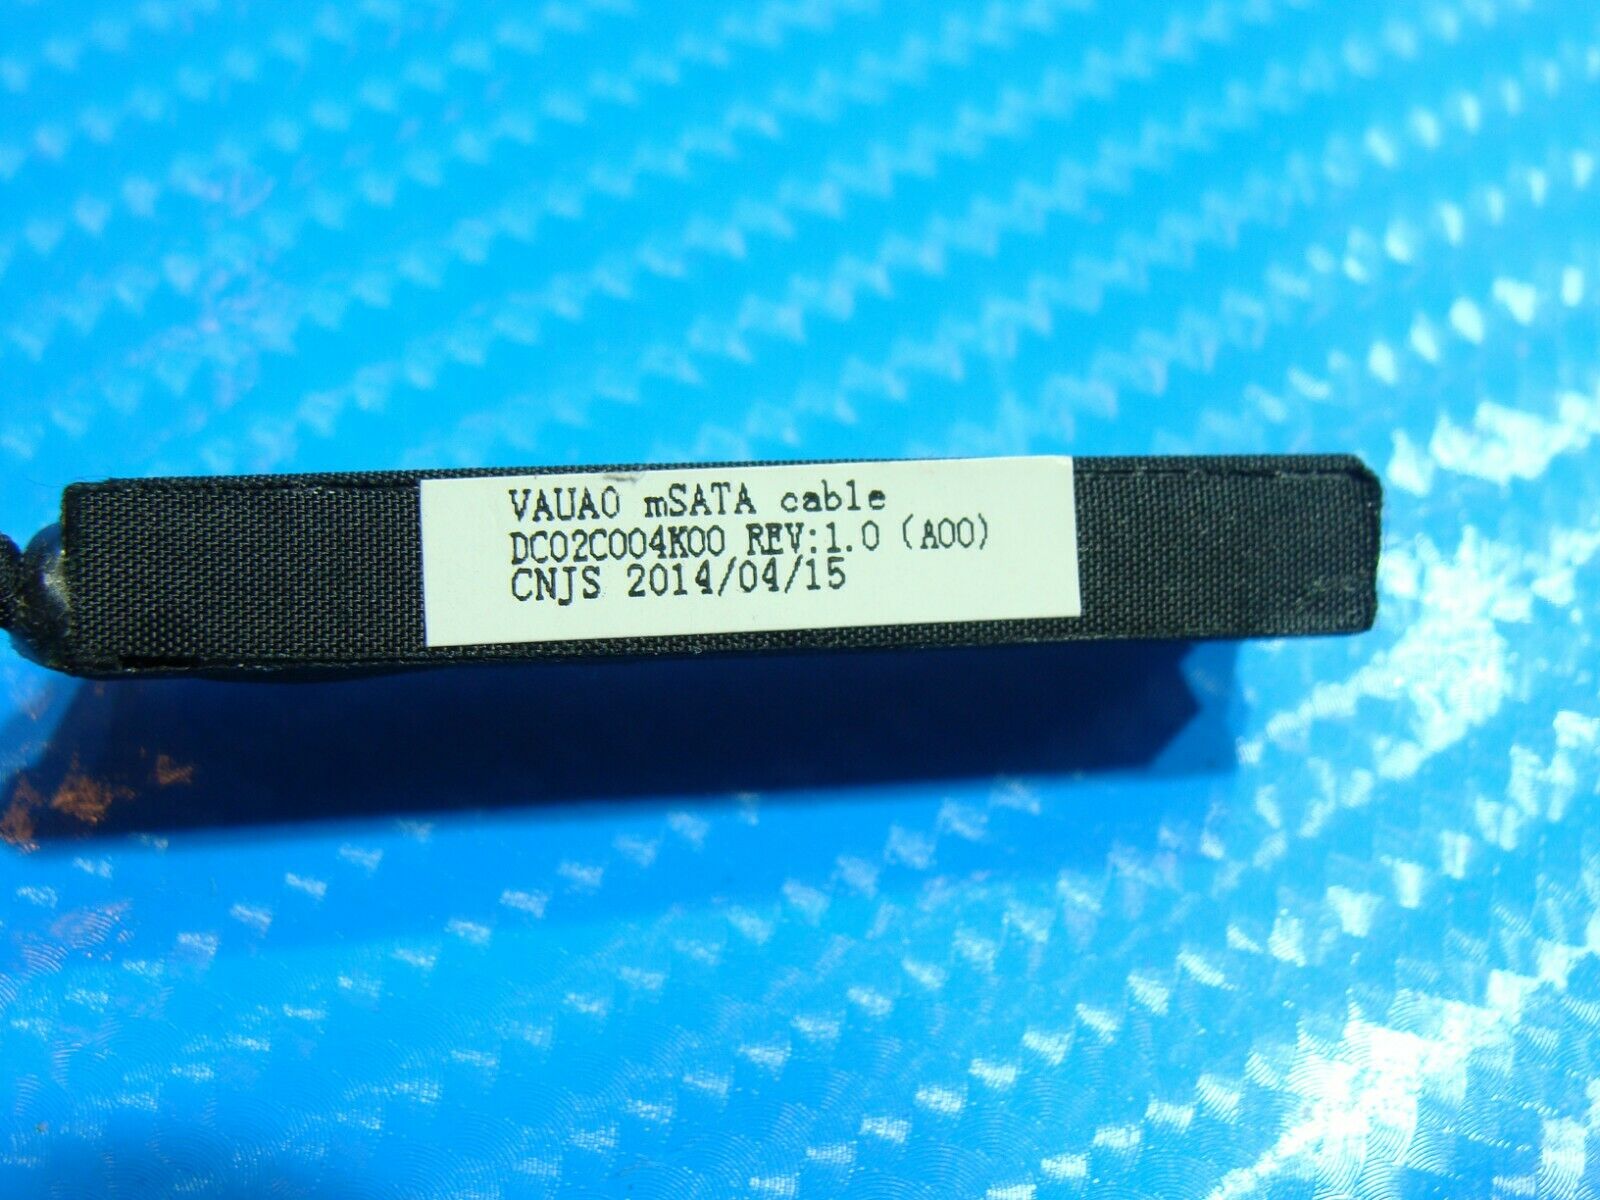 VAUA0 mSATA cable
DC02C004K00 REV:1.0 (A00)
CNJS 2014/04/15